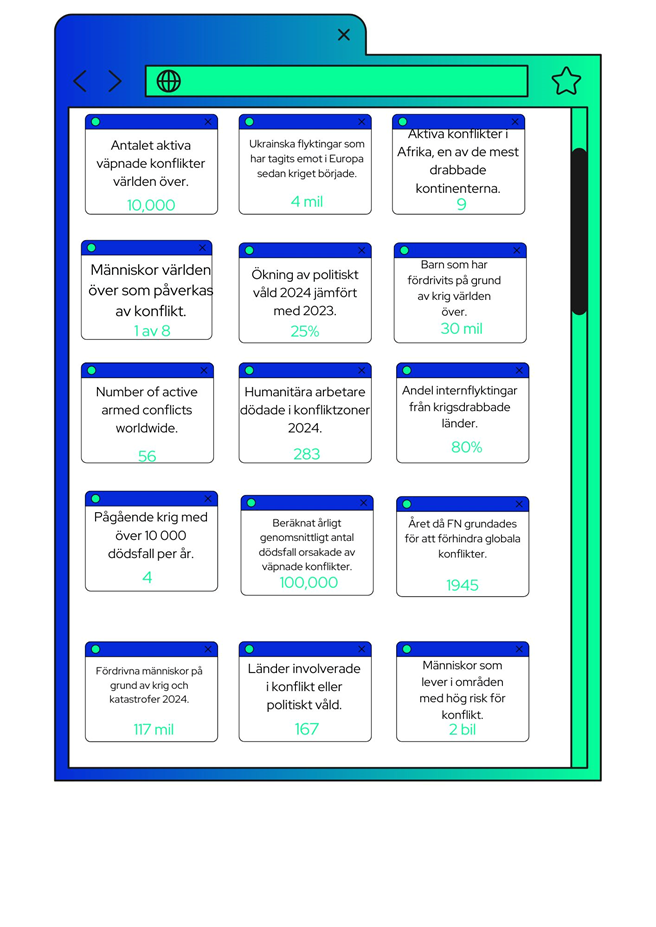 Antalet aktiva
väpnade konflikter
världen över.
10,000
Ukrainska flyktingar som
har tagits emot i Europa
sedan kriget började.
4 mil
Aktiva konflikter i
Afrika, en av de mest
drabbade
kontinenterna.
9
Människor världen
över som påverkas
av konflikt.
1 av 8
Ökning av politiskt
våld 2024 jämfört
med 2023.
25%
Barn som har
fördrivits på grund
av krig världen
över.
30 mil
Number of active
armed conflicts
worldwide.
56
Humanitära arbetare
dödade i konfliktzoner
2024.
283
Andel internflyktingar
från krigsdrabbade
länder.
80%
Pågående krig med
över 10 000
dödsfall per år.
4
Beräknat årligt
genomsnittligt antal
dödsfall orsakade av
väpnade konflikter.
100,000
Året då FN grundades
för att förhindra globala
konflikter.
1945
Fördrivna människor på
grund av krig och
katastrofer 2024.
117 mil
Länder involverade
i konflikt eller
politiskt våld.
167
Människor som
lever i områden
med hög risk för
konflikt.
2 bil